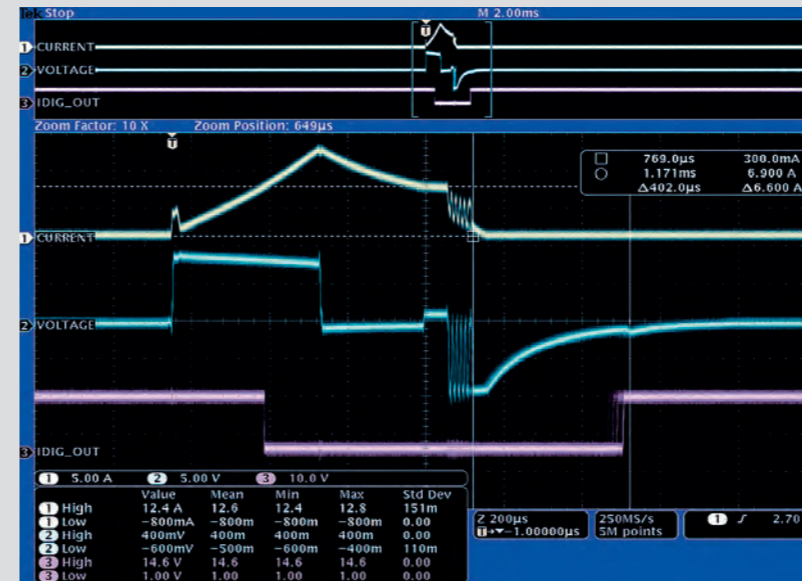 Tek Stop M 2.00ms
T
1 CURRENT
2 VOLTAGE
3 IDIG_OUT
Zoom Factor: 10 X Zoom Position: 649µs
T
769.0µs 300.0mA
1.171ms 6.900 A
Δ402.0µs Δ6.600 A
1 CURRENT
2 VOLTAGE
3 IDIG_OUT
1 5.00 A 2 5.00 V 3 10.0 V
Value Mean Min Max Std Dev
1 High 12.4 A 12.6 12.4 12.8 151m
1 Low −800mA −800m −800m −800m 0.00
2 High 400mV 400m 400m 400m 0.00
2 Low −600mV −500m −600m −400m 110m
3 High 14.6 V 14.6 14.6 14.6 0.00
3 Low 1.00 V 1.00 1.00 1.00 0.00
Z 200µs 250MS/s 1 ∫ 2.70
T→▼−1.00000µs 5M points